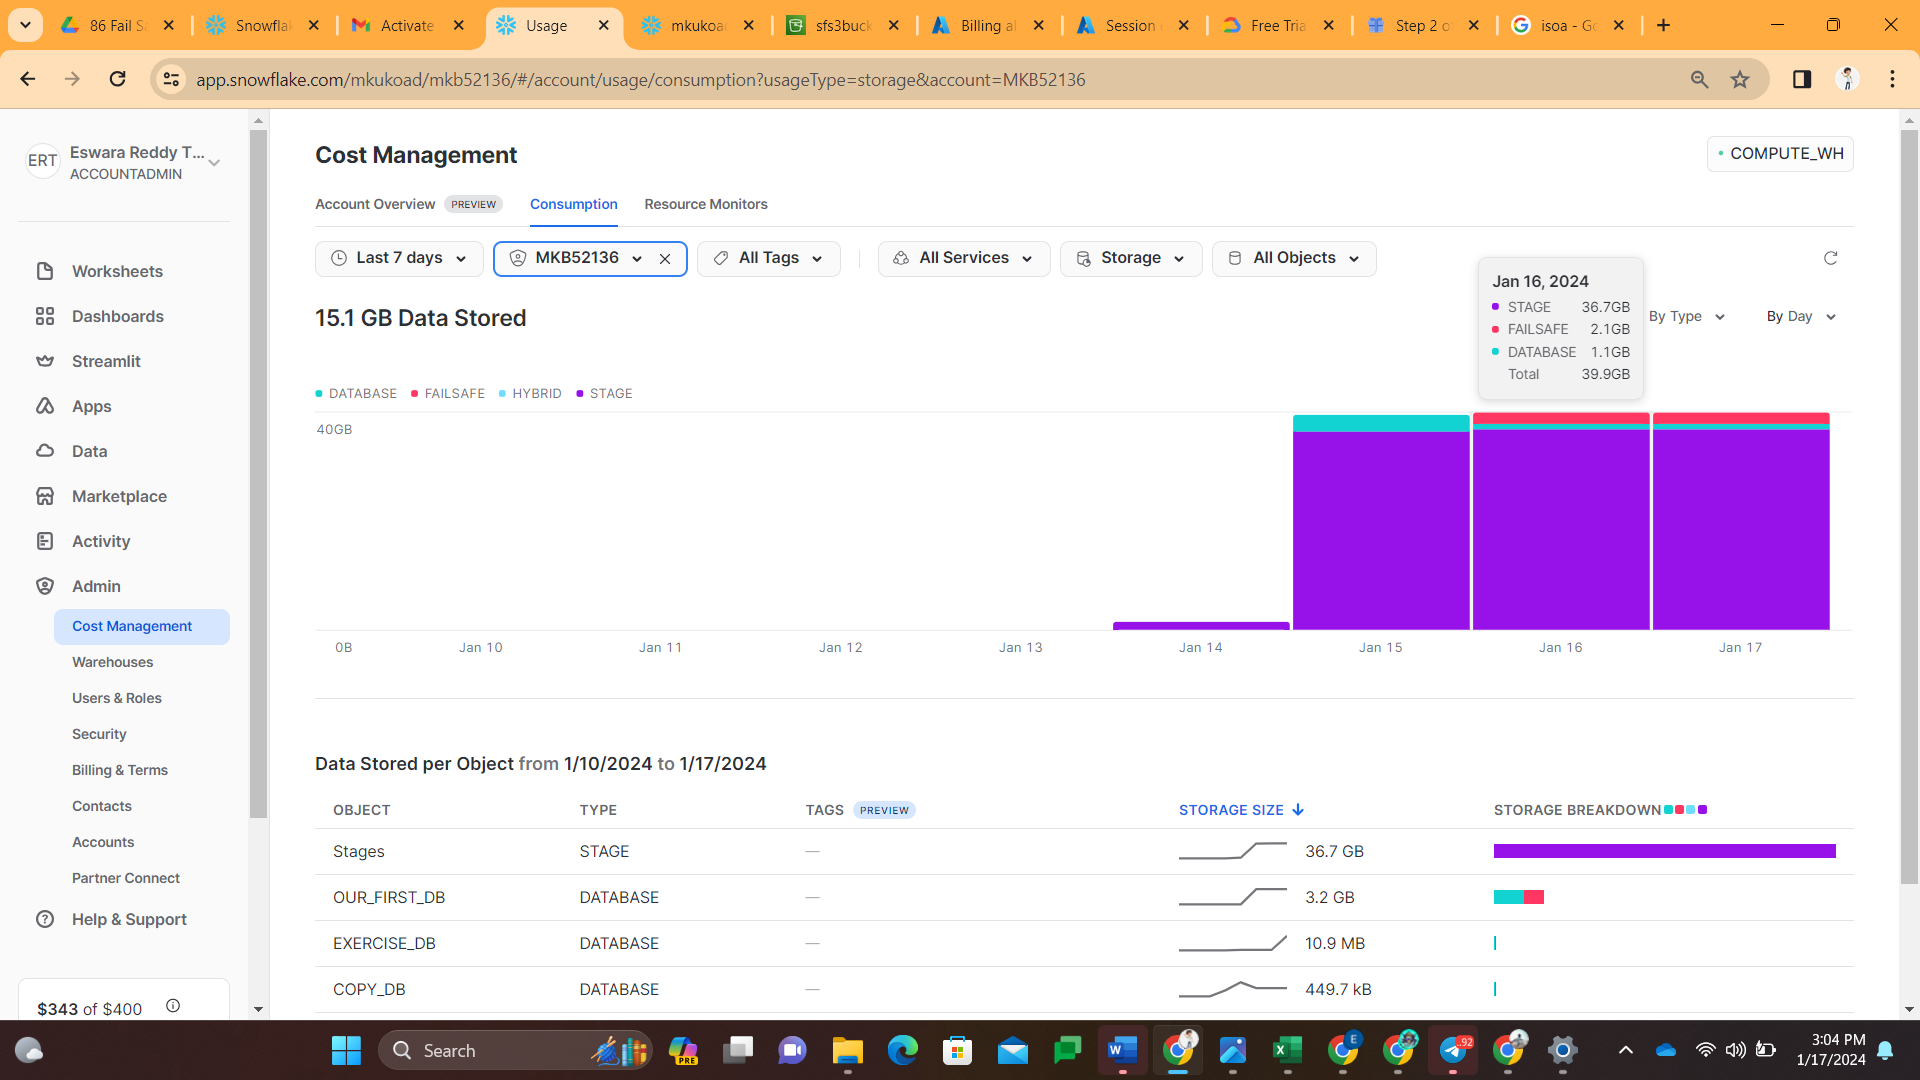 86 Fail Sa
Snowflak
Activate
Usage
mkukoad
sfs3buck
Billing al
Session
Free Tria
Step 2 o
isoa - Go
app.snowflake.com/mkukoad/mkb52136/#/account/usage/consumption?usageType=storage&account=MKB52136
ERT
Eswara Reddy T...
ACCOUNTADMIN
Worksheets
Dashboards
Streamlit
Apps
Data
Marketplace
Activity
Admin
Cost Management
Warehouses
Users & Roles
Security
Billing & Terms
Contacts
Accounts
Partner Connect
Help & Support
$343 of $400
Cost Management
COMPUTE_WH
Account Overview PREVIEW Consumption Resource Monitors
Last 7 days MKB52136 All Tags All Services Storage All Objects
15.1 GB Data Stored
By Type By Day
Jan 16, 2024
STAGE 36.7GB
FAILSAFE 2.1GB
DATABASE 1.1GB
Total 39.9GB
DATABASE FAILSAFE HYBRID STAGE
40GB
0B Jan 10 Jan 11 Jan 12 Jan 13 Jan 14 Jan 15 Jan 16 Jan 17
Data Stored per Object from 1/10/2024 to 1/17/2024
OBJECT TYPE TAGS PREVIEW STORAGE SIZE STORAGE BREAKDOWN
Stages STAGE — 36.7 GB
OUR_FIRST_DB DATABASE — 3.2 GB
EXERCISE_DB DATABASE — 10.9 MB
COPY_DB DATABASE — 449.7 kB
Search
PRE
W
X
E
92
3:04 PM
1/17/2024